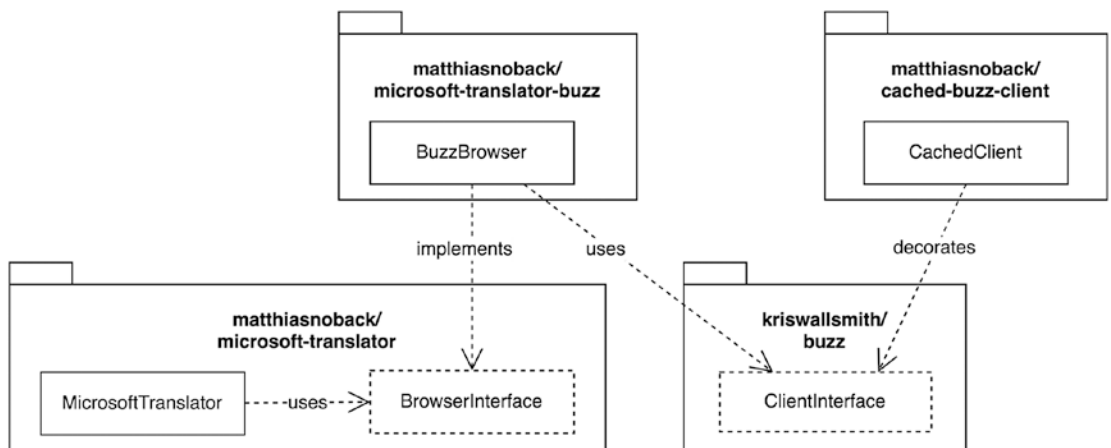 matthiasnoback/
microsoft-translator-buzz
BuzzBrowser
matthiasnoback/
cached-buzz-client
CachedClient
implements
uses
decorates
matthiasnoback/
microsoft-translator
MicrosoftTranslator
uses
BrowserInterface
kriswallsmith/
buzz
ClientInterface